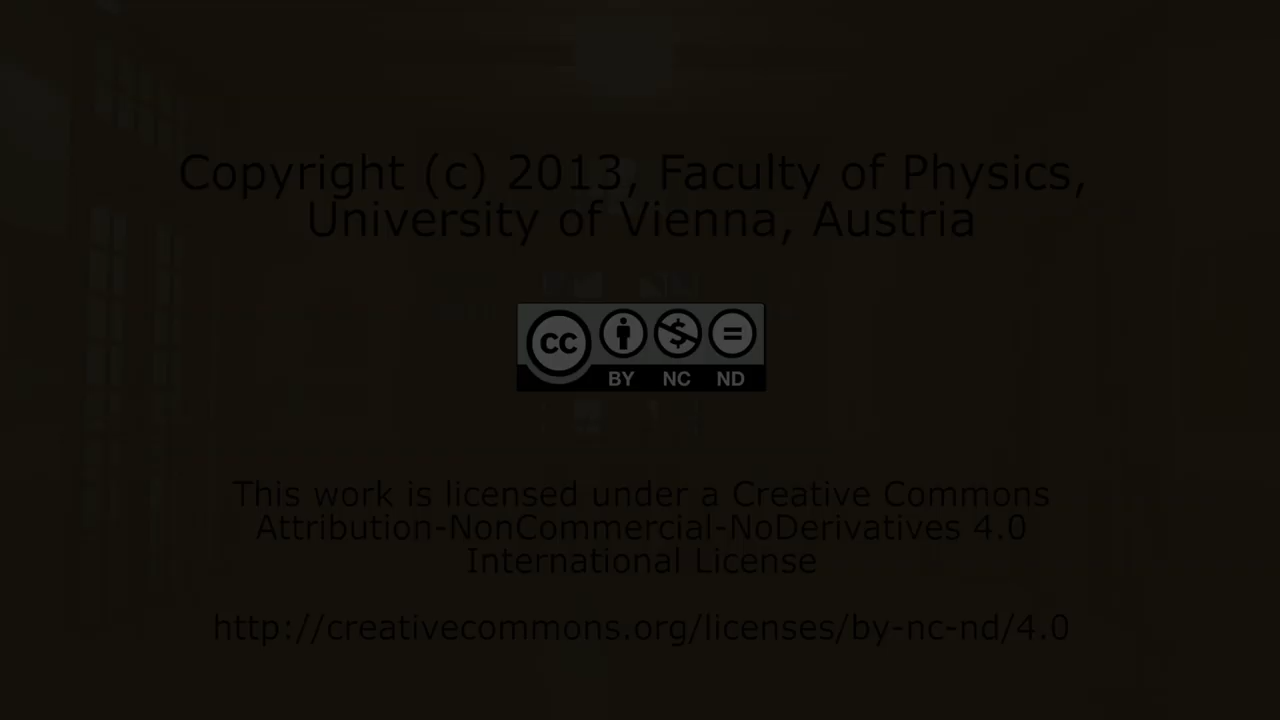 Copyright (c) 2013, Faculty of Physics,
University of Vienna, Austria
cc
BY NC ND
This work is licensed under a Creative Commons
Attribution-NonCommercial-NoDerivatives 4.0
International License
http://creativecommons.org/licenses/by-nc-nd/4.0